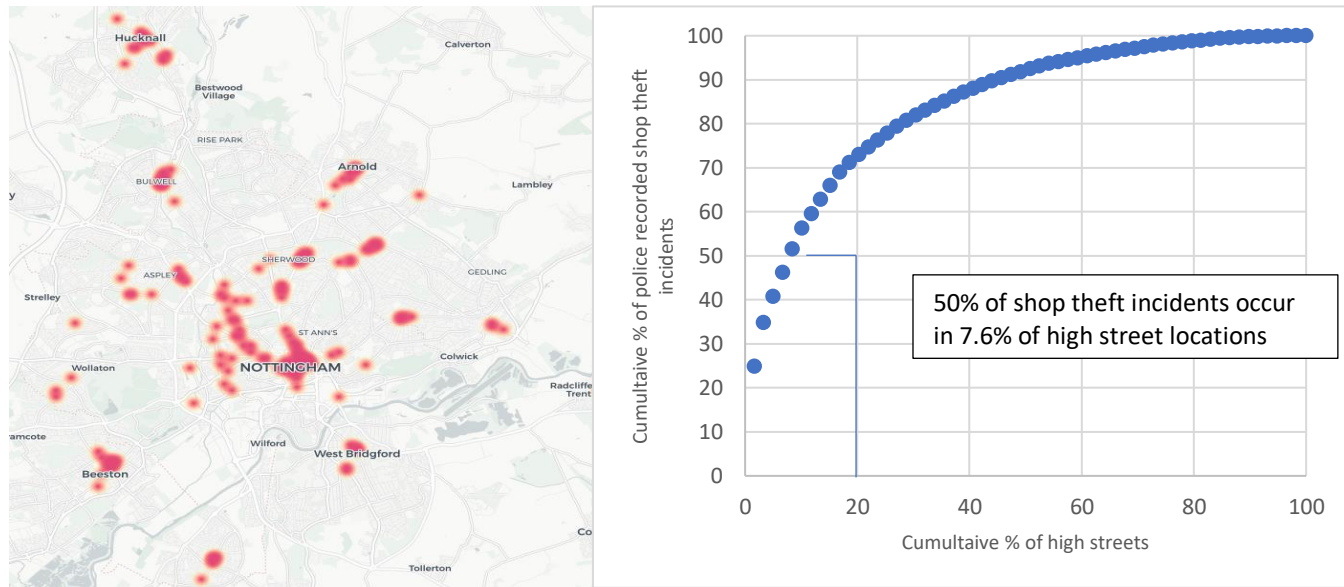 Hucknall
Calverton
Bestwood
Village
RISE PARK
Arnold
BULWELL
Lambley
SHERWOOD
ASPLEY
GEDLING
Strelley
ST ANN'S
NOTTINGHAM
Colwick
Wollaton
Radcliffe
Trent
ramcote
Wilford
West Bridgford
Beeston
Co
Tollerton
Cumultaive % of police recorded shop theft
incidents
100
90
80
70
60
50
40
30
20
10
0
50% of shop theft incidents occur
in 7.6% of high street locations
0 20 40 60 80 100
Cumultaive % of high streets